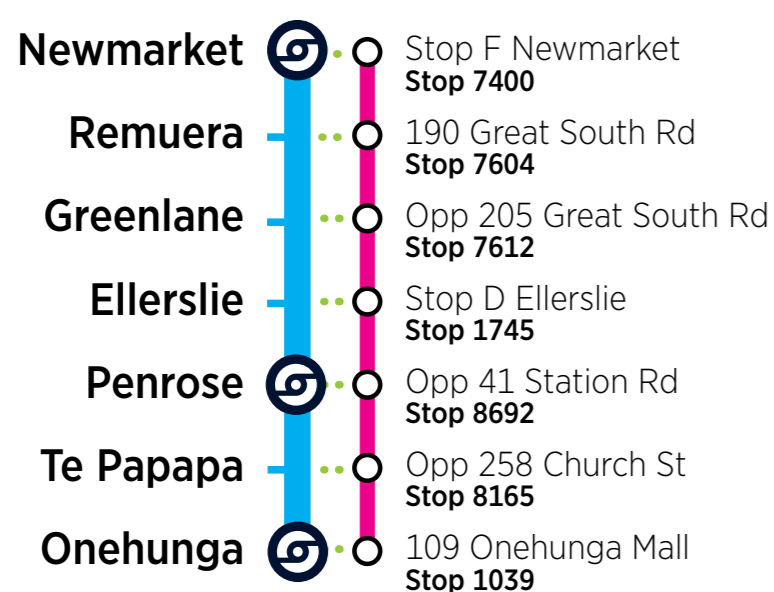 Newmarket
Stop F Newmarket
Stop 7400
Remuera
190 Great South Rd
Stop 7604
Greenlane
Opp 205 Great South Rd
Stop 7612
Ellerslie
Stop D Ellerslie
Stop 1745
Penrose
Opp 41 Station Rd
Stop 8692
Te Papapa
Opp 258 Church St
Stop 8165
Onehunga
109 Onehunga Mall
Stop 1039